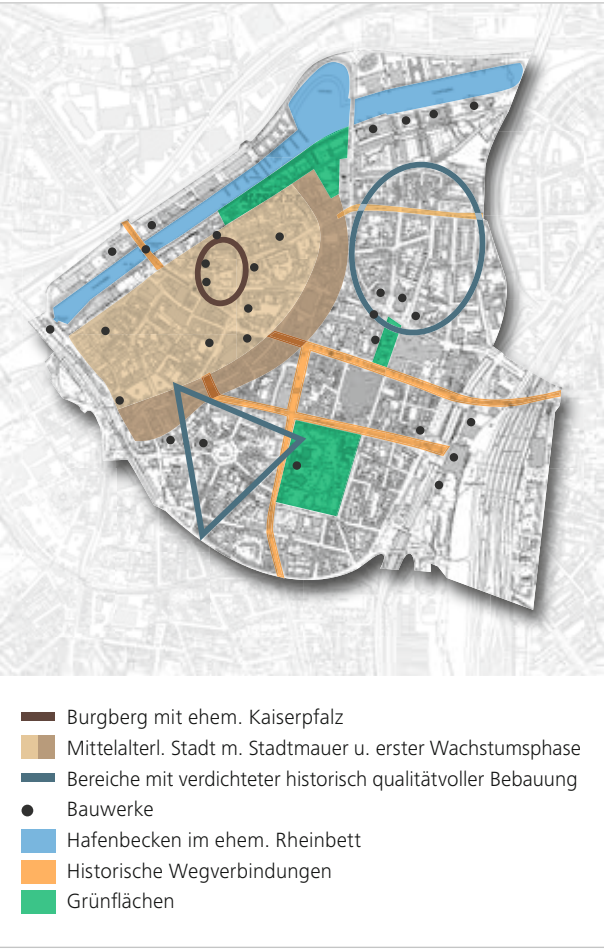 Burgberg mit ehem. Kaiserpfalz
Mittelalterl. Stadt m. Stadtmauer u. erster Wachstumsphase
Bereiche mit verdichteter historisch qualitätvoller Bebauung
Bauwerke
Hafenbecken im ehem. Rheinbett
Historische Wegverbindungen
Grünflächen